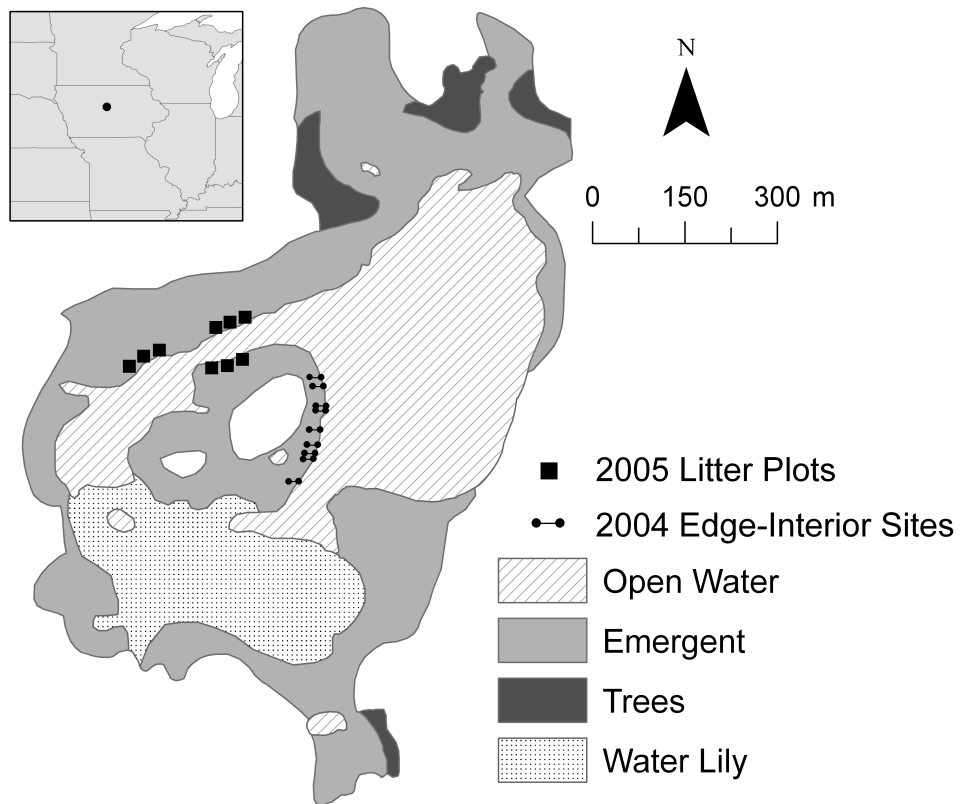 N
0 150 300 m
2005 Litter Plots
2004 Edge-Interior Sites
Open Water
Emergent
Trees
Water Lily